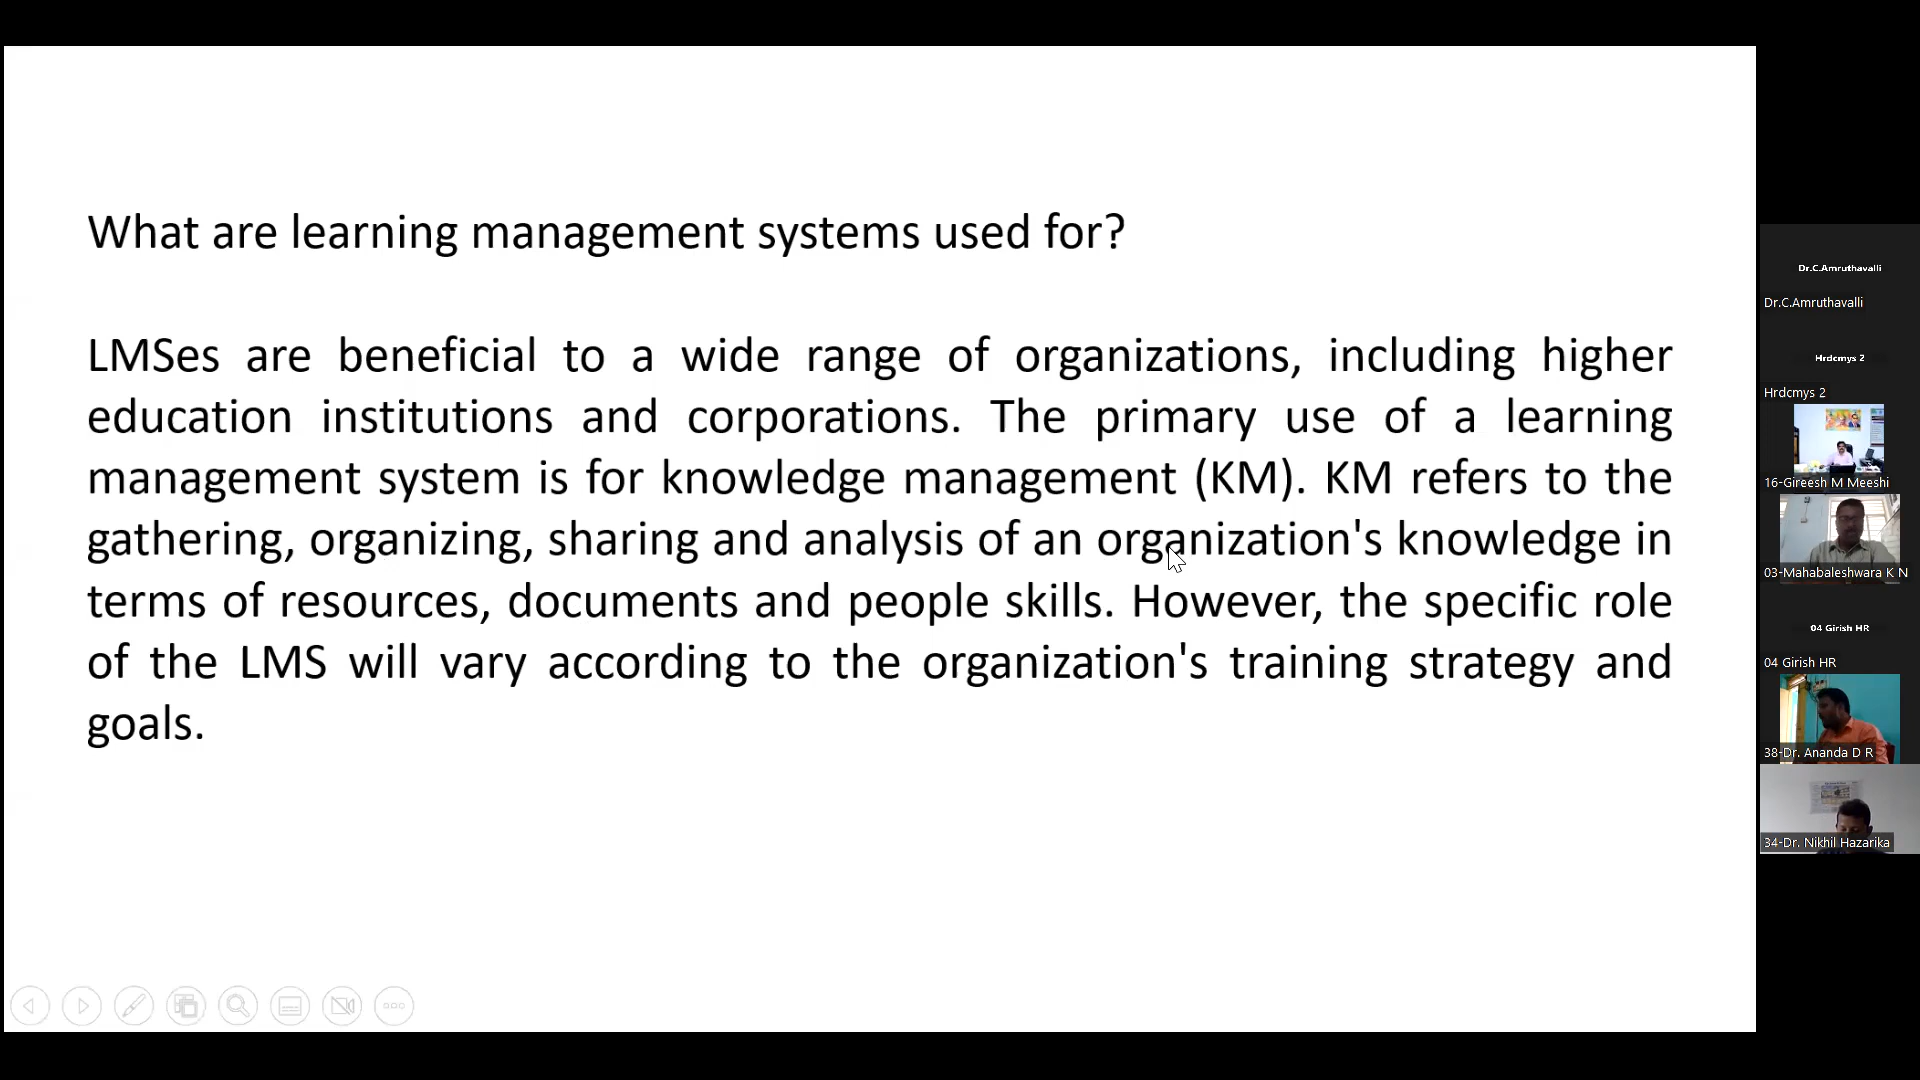 What are learning management systems used for?
LMSes are beneficial to a wide range of organizations, including higher
education institutions and corporations. The primary use of a learning
management system is for knowledge management (KM). KM refers to the
gathering, organizing, sharing and analysis of an organization's knowledge in
terms of resources, documents and people skills. However, the specific role
of the LMS will vary according to the organization's training strategy and
goals.
Dr.C.Amruthavalli
Dr.C.Amruthavalli
Hrdcmys 2
Hrdcmys 2
16-Gireesh M Meeshi
03-Mahabaleshwara K N
04 Girish HR
04 Girish HR
38-Dr. Ananda D R
34-Dr. Nikhil Hazarika